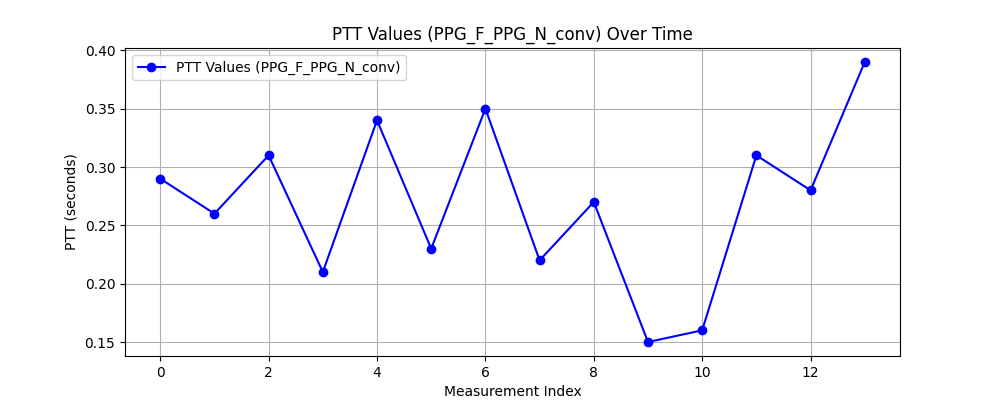 PTT Values (PPG_F_PPG_N_conv) Over Time
PTT Values (PPG_F_PPG_N_conv)
PTT (seconds)
0.40
0.35
0.30
0.25
0.20
0.15
0 2 4 6 8 10 12
Measurement Index